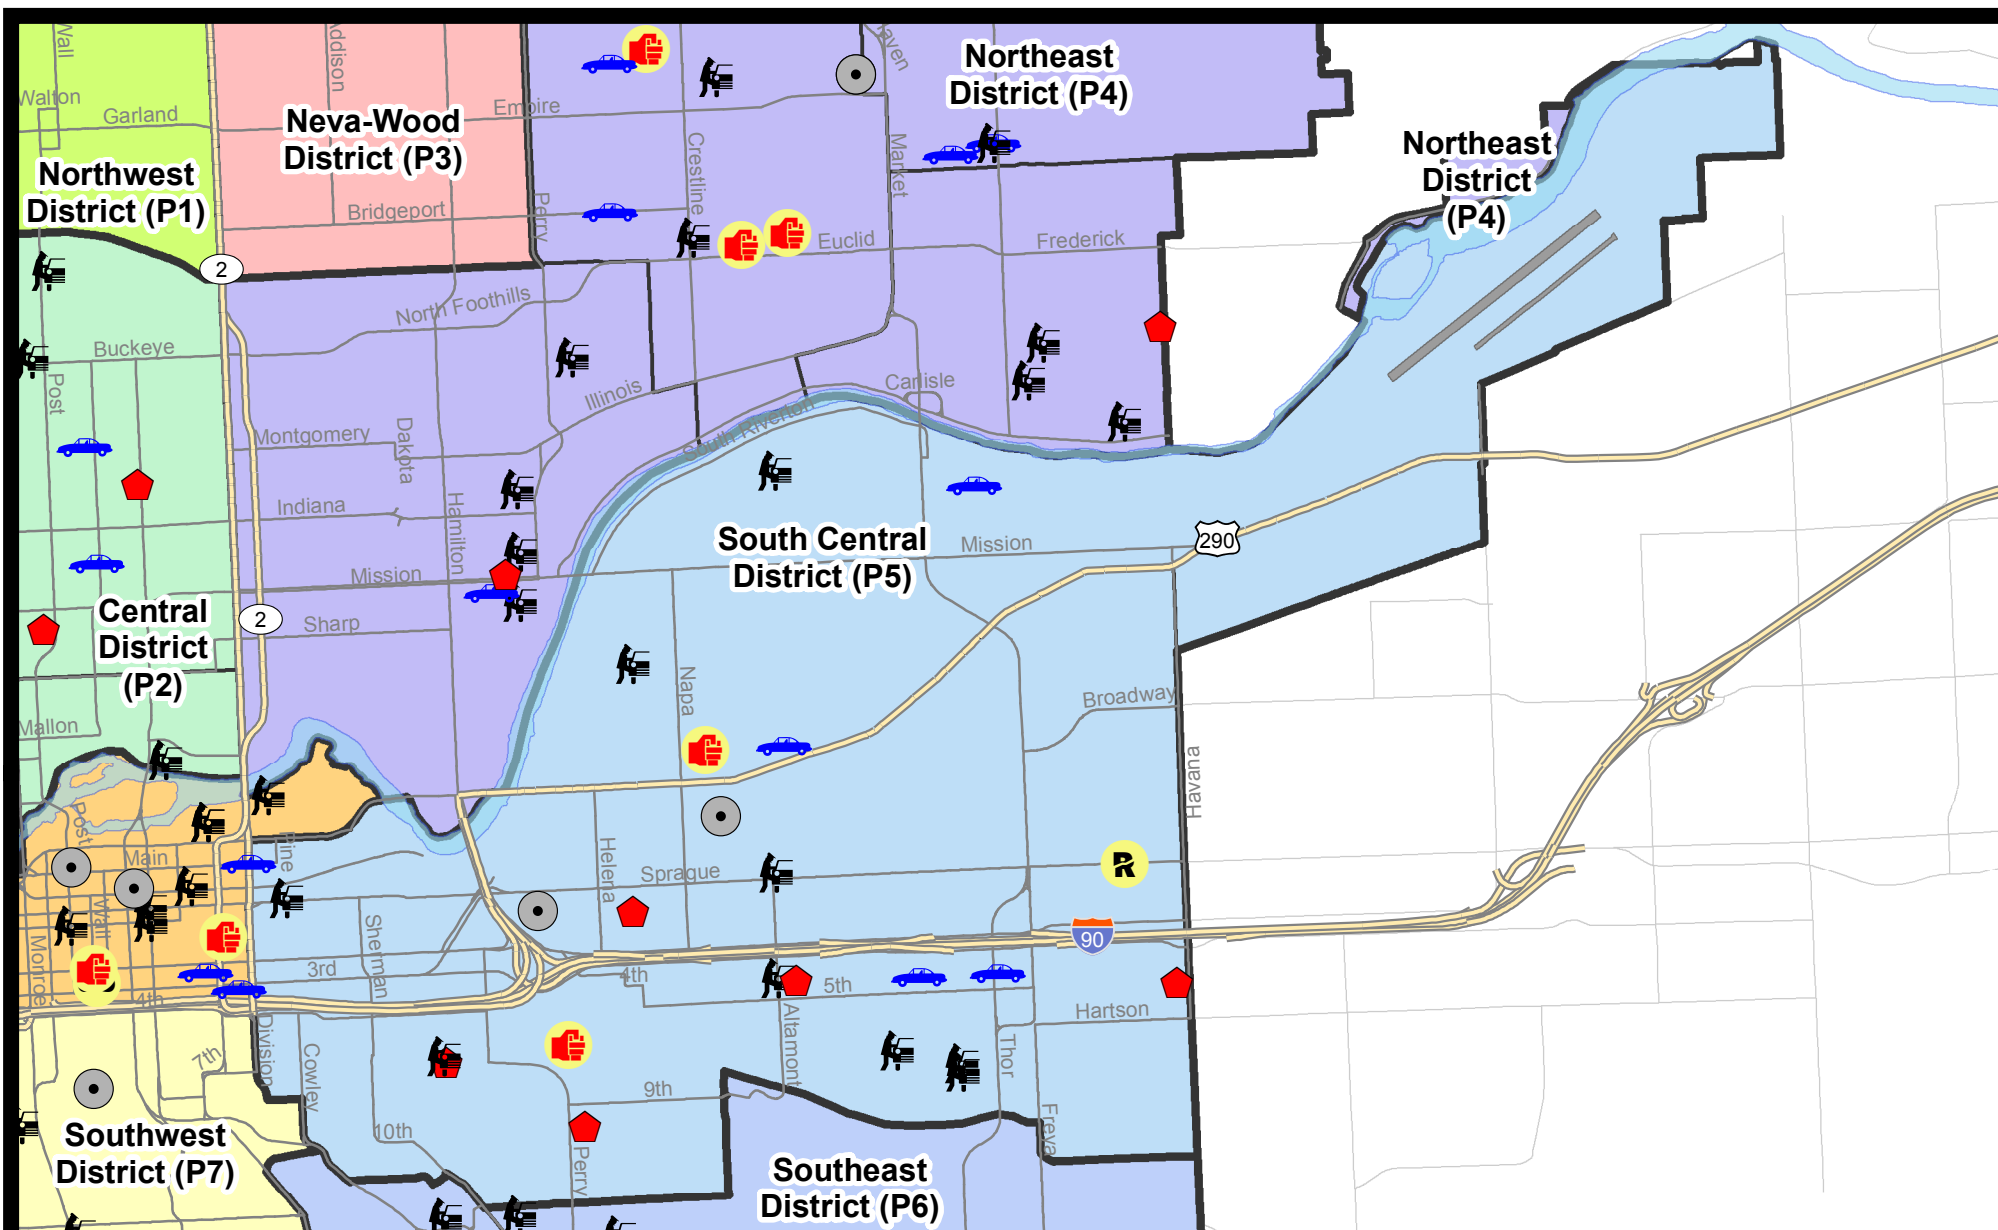 Wall
Addison
haven
Northeast
District (P4)
Walton
Garland
Empire
Neva-Wood
District (P3)
Northwest
District (P1)
Crestline
Market
Northeast
District
(P4)
Bridgeport
Perry
Euclid
Frederick
2
North Foothills
Buckeye
Post
Illinois
Carlisle
South Riverton
Montgomery
Dakota
Indiana
Hamilton
South Central
District (P5)
Mission
290
Mission
Sharp
2
Central
District
(P2)
Napa
Broadway
Mallon
Havana
Post
Main
Pine
Helena
Sprague
R
Wall
Monroe
Sherman
90
3rd
4th
5th
4th
Altamont
Hartson
Division
7th
Cowley
Thor
9th
Freya
10th
Perry
Southwest
District (P7)
Southeast
District (P6)